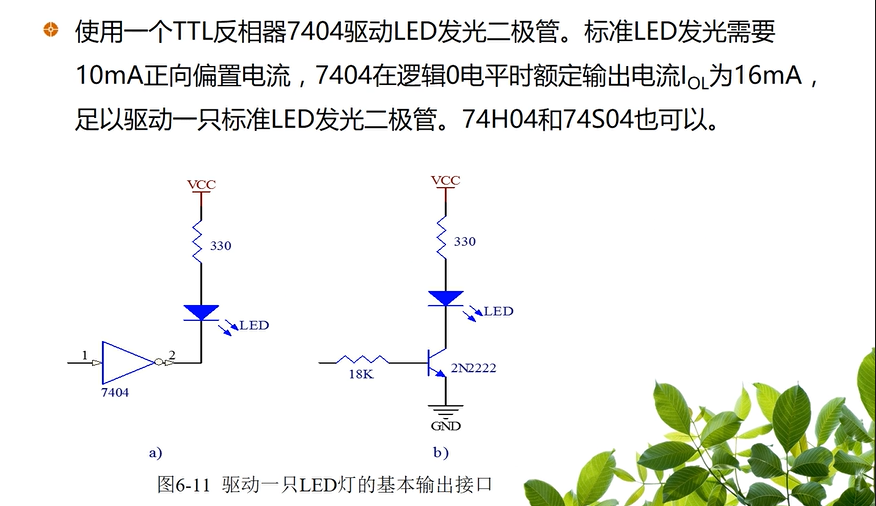 使用一个TTL反相器7404驱动LED发光二极管。标准LED发光需要
10mA正向偏置电流，7404在逻辑0电平时额定输出电流IOL为16mA，
足以驱动一只标准LED发光二极管。74H04和74S04也可以。
VCC
330
LED
1
2
7404
a)
VCC
330
LED
18K
2N2222
GND
b)
图6-11 驱动一只LED灯的基本输出接口